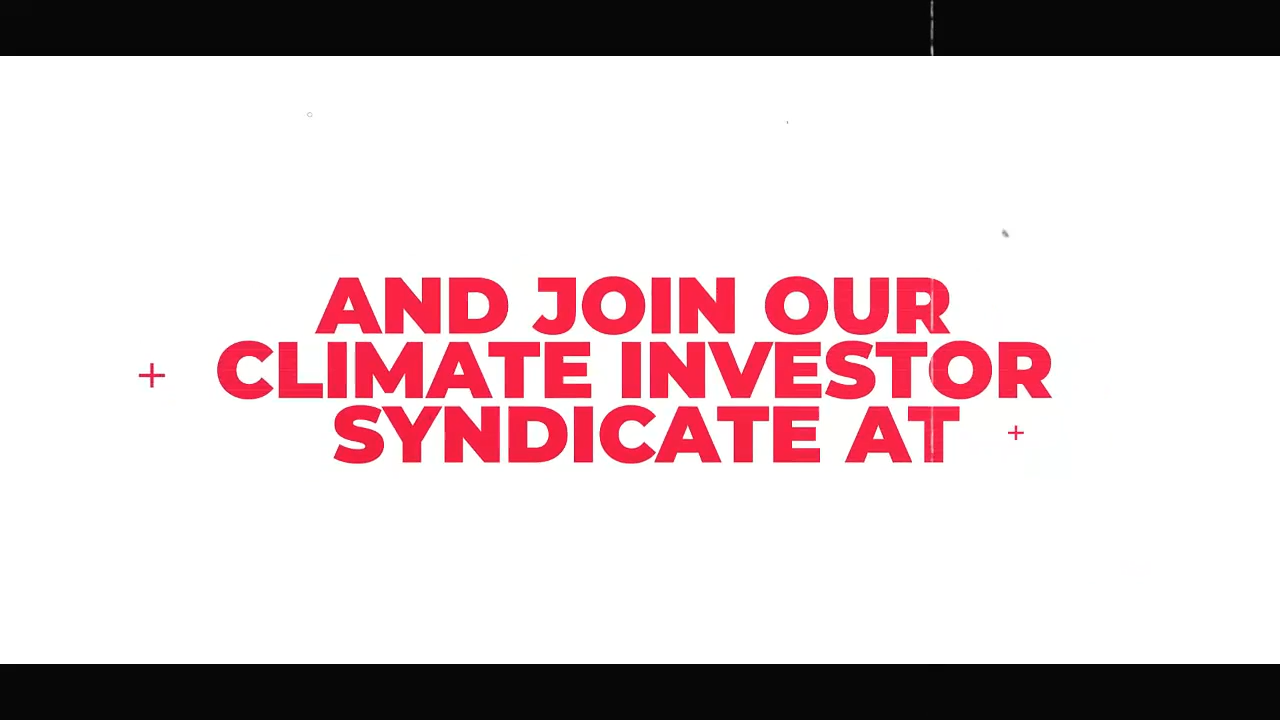 AND JOIN OUR
CLIMATE INVESTOR
SYNDICATE AT